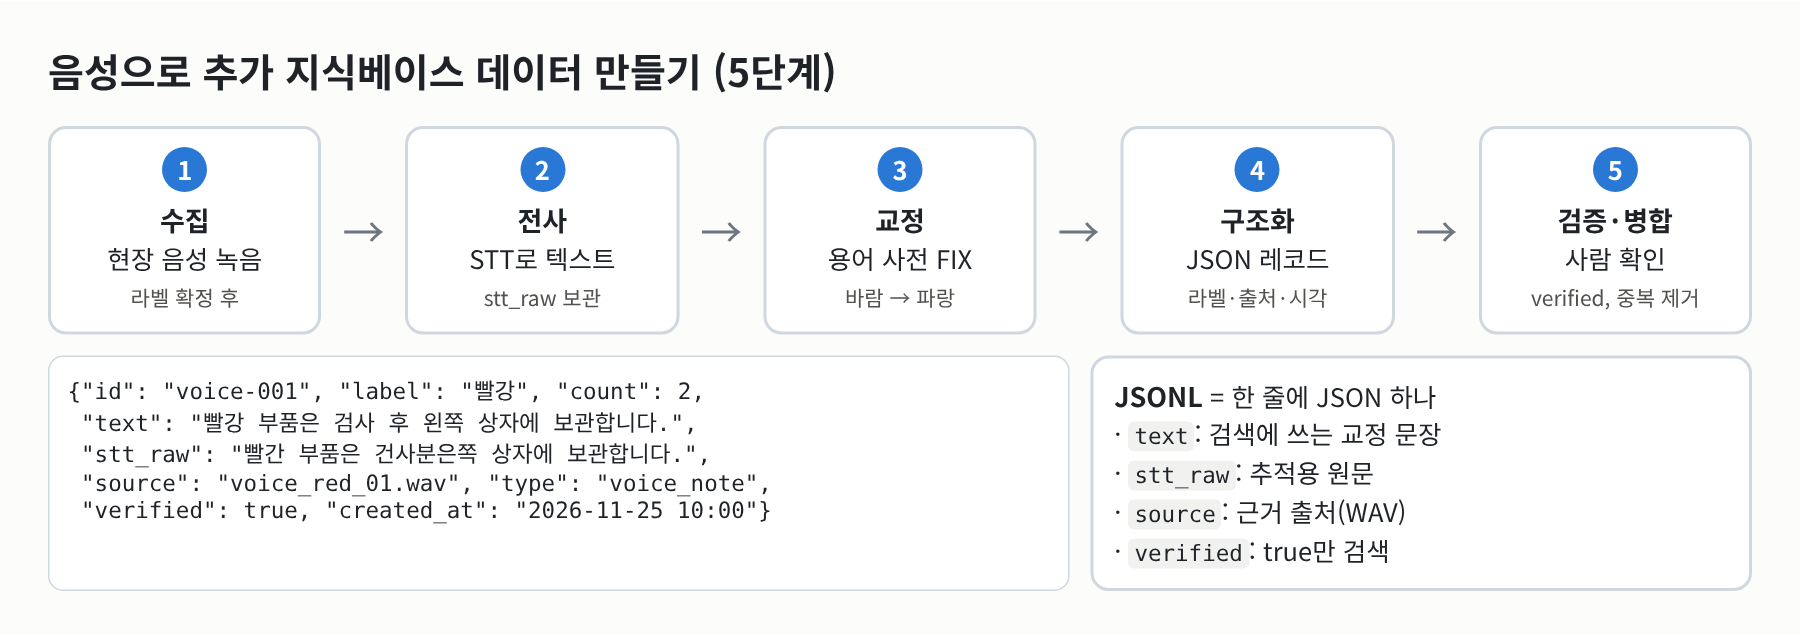 음성으로 추가 지식베이스 데이터 만들기 (5단계)
1
수집
현장 음성 녹음
라벨 확정 후
→
2
전사
STT로 텍스트
stt_raw 보관
→
3
교정
용어 사전 FIX
바람 → 파랑
→
4
구조화
JSON 레코드
라벨·출처·시각
→
5
검증·병합
사람 확인
verified, 중복 제거
{"id": "voice-001", "label": "빨강", "count": 2,
"text": "빨강 부품은 검사 후 왼쪽 상자에 보관합니다.",
"stt_raw": "빨간 부품은 건사분은쪽 상자에 보관합니다.",
"source": "voice_red_01.wav", "type": "voice_note",
"verified": true, "created_at": "2026-11-25 10:00"}
JSONL = 한 줄에 JSON 하나
· text: 검색에 쓰는 교정 문장
· stt_raw: 추적용 원문
· source: 근거 출처(WAV)
· verified: true만 검색